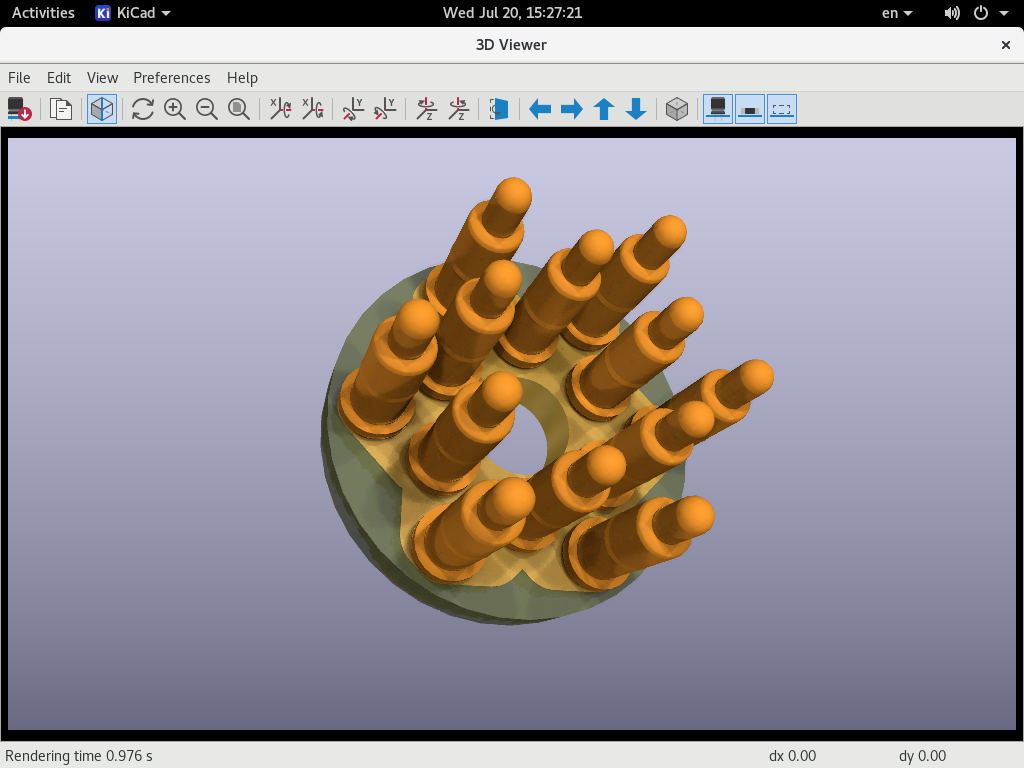 Activities Ki KiCad Wed Jul 20, 15:27:21 en
3D Viewer
File Edit View Preferences Help
X X Y Y Z Z
Rendering time 0.976 s dx 0.00 dy 0.00